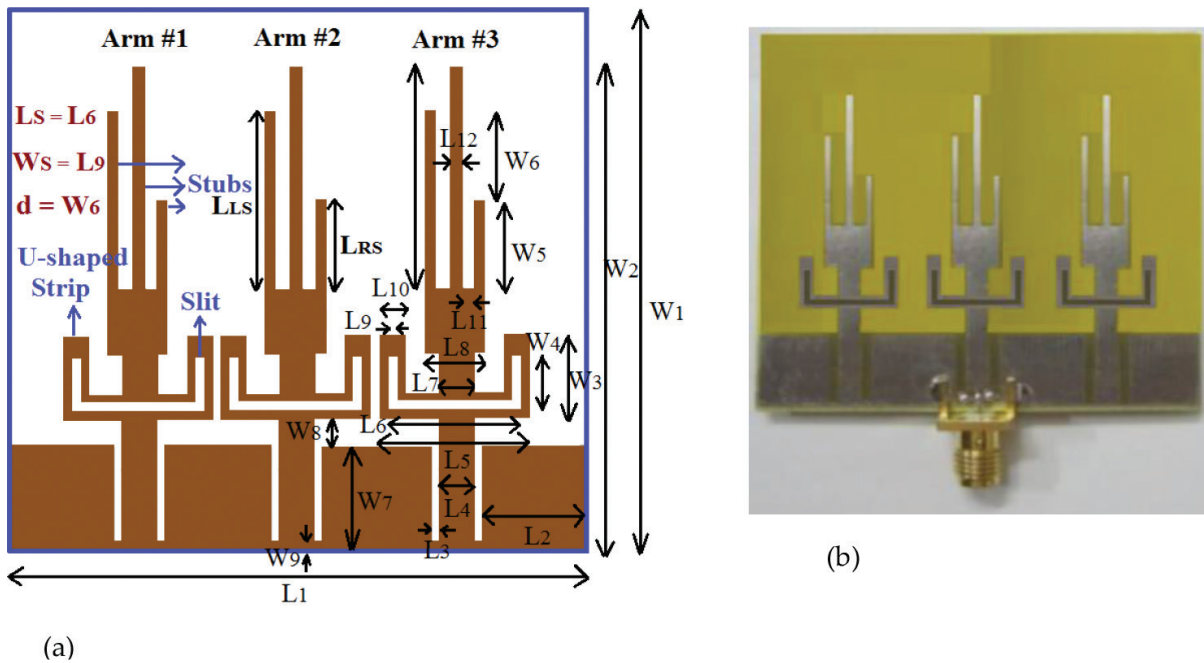 Arm #1 Arm #2 Arm #3
LS = L6
WS = L9
Stubs
d = W6
LLS
LRS
U-shaped
Strip
Slit
L12
W6
W5
W2
W1
L10
L9
L11
L8
W4
W3
L7
L6
W8
L5
W7
L4
L2
L3
W9
L1
(a)
(b)